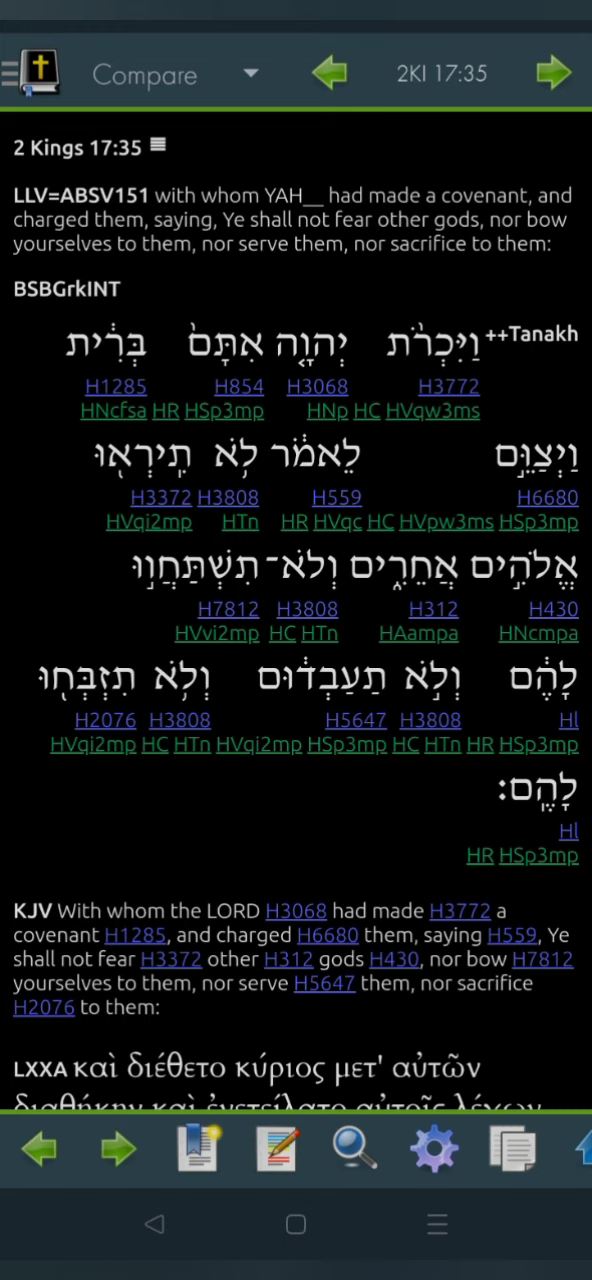 Compare
2KI 17:35
2 Kings 17:35
LLV=ABSV151 with whom YAH__ had made a covenant, and
charged them, saying, Ye shall not fear other gods, nor bow
yourselves to them, nor serve them, nor sacrifice to them:
BSBGrkINT
++Tanakh וַיִּכְרֹ֨ת יְהוָ֤ה אִתָּם֙ בְּרִ֔ית
H1285 H854 H3068 H3772
HNcfsa HR HSp3mp HNp HC HVqw3ms
וַיְצַוֵּ֣ם לֵאמֹ֔ר לֹ֥א תִֽירְא֖וּ
H3372 H3808 H559 H6680
HVqi2mp HTn HR HVqc HC HVpw3ms HSp3mp
אֱלֹהִ֣ים אֲחֵרִ֑ים וְלֹא־ תִשְׁתַּחֲו֣וּ
H7812 H3808 H312 H430
HVvi2mp HC HTn HAampa HNcmpa
לָהֶ֔ם וְלֹ֣א תַעַבְד֔וּם וְלֹ֥א תִזְבְּח֖וּ
H2076 H3808 H5647 H3808 Hl
HVqi2mp HC HTn HVqi2mp HSp3mp HC HTn HR HSp3mp
לָהֶֽם׃
Hl
HR HSp3mp
KJV With whom the LORD H3068 had made H3772 a
covenant H1285, and charged H6680 them, saying H559, Ye
shall not fear H3372 other H312 gods H430, nor bow H7812
yourselves to them, nor serve H5647 them, nor sacrifice
H2076 to them:
LXXA καὶ διέθετο κύριος μετ' αὐτῶν
διαθήκην καὶ ἐνετείλατο αὐτοῖς λέγων